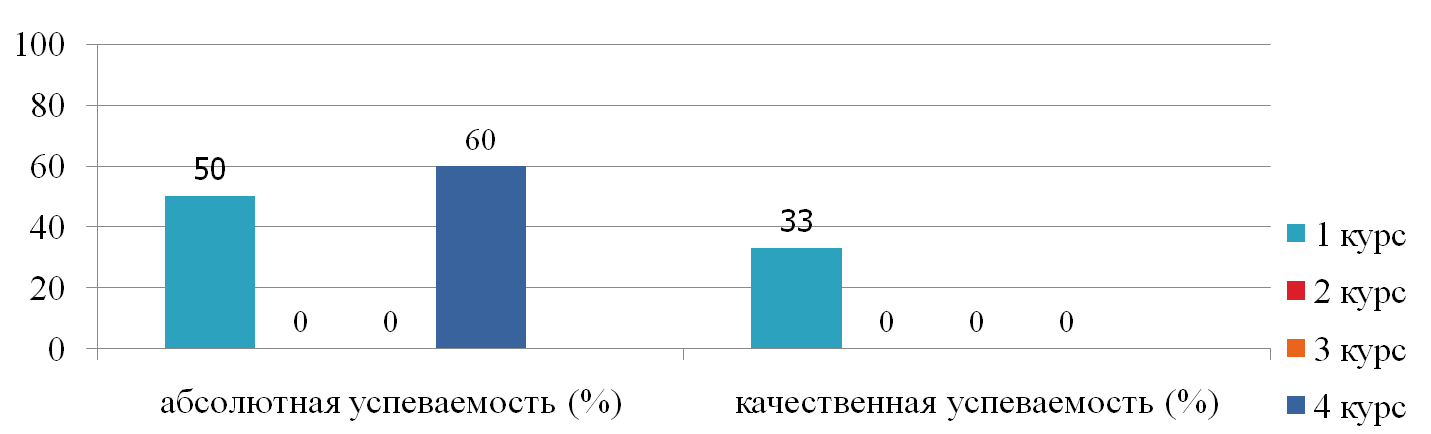 100
80
60
40
20
0
50
0
0
60
33
0
0
0
абсолютная успеваемость (%)
качественная успеваемость (%)
1 курс
2 курс
3 курс
4 курс